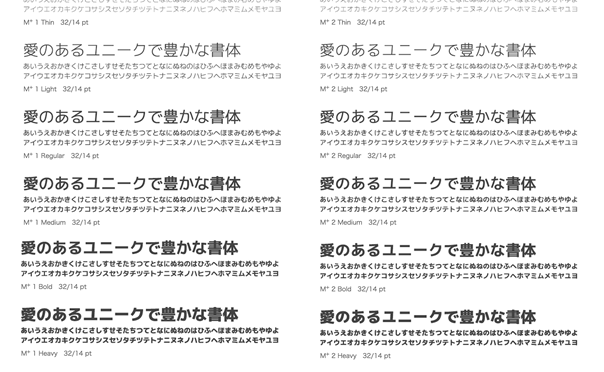 アイウエオカキクケコサシスセソタチツテトナニヌネノハヒフヘホマミムメモヤユヨ
M+ 1 Thin 32/14 pt
愛のあるユニークで豊かな書体
あいうえおかきくけこさしすせそたちつてとなにぬねのはひふへほまみむめもやゆよ
アイウエオカキクケコサシスセソタチツテトナニヌネノハヒフヘホマミムメモヤユヨ
M+ 1 Light 32/14 pt
愛のあるユニークで豊かな書体
あいうえおかきくけこさしすせそたちつてとなにぬねのはひふへほまみむめもやゆよ
アイウエオカキクケコサシスセソタチツテトナニヌネノハヒフヘホマミムメモヤユヨ
M+ 1 Regular 32/14 pt
愛のあるユニークで豊かな書体
あいうえおかきくけこさしすせそたちつてとなにぬねのはひふへほまみむめもやゆよ
アイウエオカキクケコサシスセソタチツテトナニヌネノハヒフヘホマミムメモヤユヨ
M+ 1 Medium 32/14 pt
愛のあるユニークで豊かな書体
あいうえおかきくけこさしすせそたちつてとなにぬねのはひふへほまみむめもやゆよ
アイウエオカキクケコサシスセソタチツテトナニヌネノハヒフヘホマミムメモヤユヨ
M+ 1 Bold 32/14 pt
愛のあるユニークで豊かな書体
あいうえおかきくけこさしすせそたちつてとなにぬねのはひふへほまみむめもやゆよ
アイウエオカキクケコサシスセソタチツテトナニヌネノハヒフヘホマミムメモヤユヨ
M+ 1 Heavy 32/14 pt
アイウエオカキクケコサシスセソタチツテトナニヌネノハヒフヘホマミムメモヤユヨ
M+ 2 Thin 32/14 pt
愛のあるユニークで豊かな書体
あいうえおかきくけこさしすせそたちつてとなにぬねのはひふへほまみむめもやゆよ
アイウエオカキクケコサシスセソタチツテトナニヌネノハヒフヘホマミムメモヤユヨ
M+ 2 Light 32/14 pt
愛のあるユニークで豊かな書体
あいうえおかきくけこさしすせそたちつてとなにぬねのはひふへほまみむめもやゆよ
アイウエオカキクケコサシスセソタチツテトナニヌネノハヒフヘホマミムメモヤユヨ
M+ 2 Regular 32/14 pt
愛のあるユニークで豊かな書体
あいうえおかきくけこさしすせそたちつてとなにぬねのはひふへほまみむめもやゆよ
アイウエオカキクケコサシスセソタチツテトナニヌネノハヒフヘホマミムメモヤユヨ
M+ 2 Medium 32/14 pt
愛のあるユニークで豊かな書体
あいうえおかきくけこさしすせそたちつてとなにぬねのはひふへほまみむめもやゆよ
アイウエオカキクケコサシスセソタチツテトナニヌネノハヒフヘホマミムメモヤユヨ
M+ 2 Bold 32/14 pt
愛のあるユニークで豊かな書体
あいうえおかきくけこさしすせそたちつてとなにぬねのはひふへほまみむめもやゆよ
アイウエオカキクケコサシスセソタチツテトナニヌネノハヒフヘホマミムメモヤユヨ
M+ 2 Heavy 32/14 pt